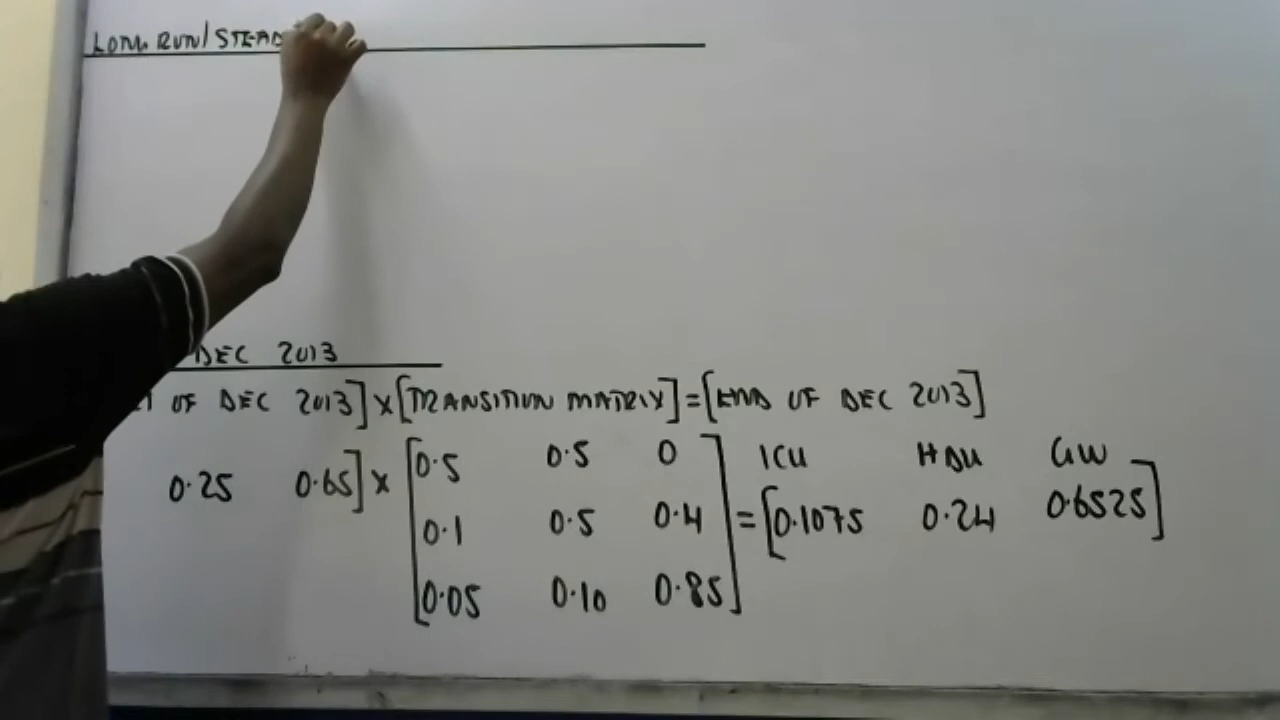 LONG RUN/ STEAD
DEC 2013
OF DEC 2013] × [TRANSITION MATRIX] = [END OF DEC 2013]
ICU HDU GW
0.25 0.65] × [0.5 0.5 0
0.1 0.5 0.4] = [0.1075 0.24 0.6525]
0.05 0.10 0.85]